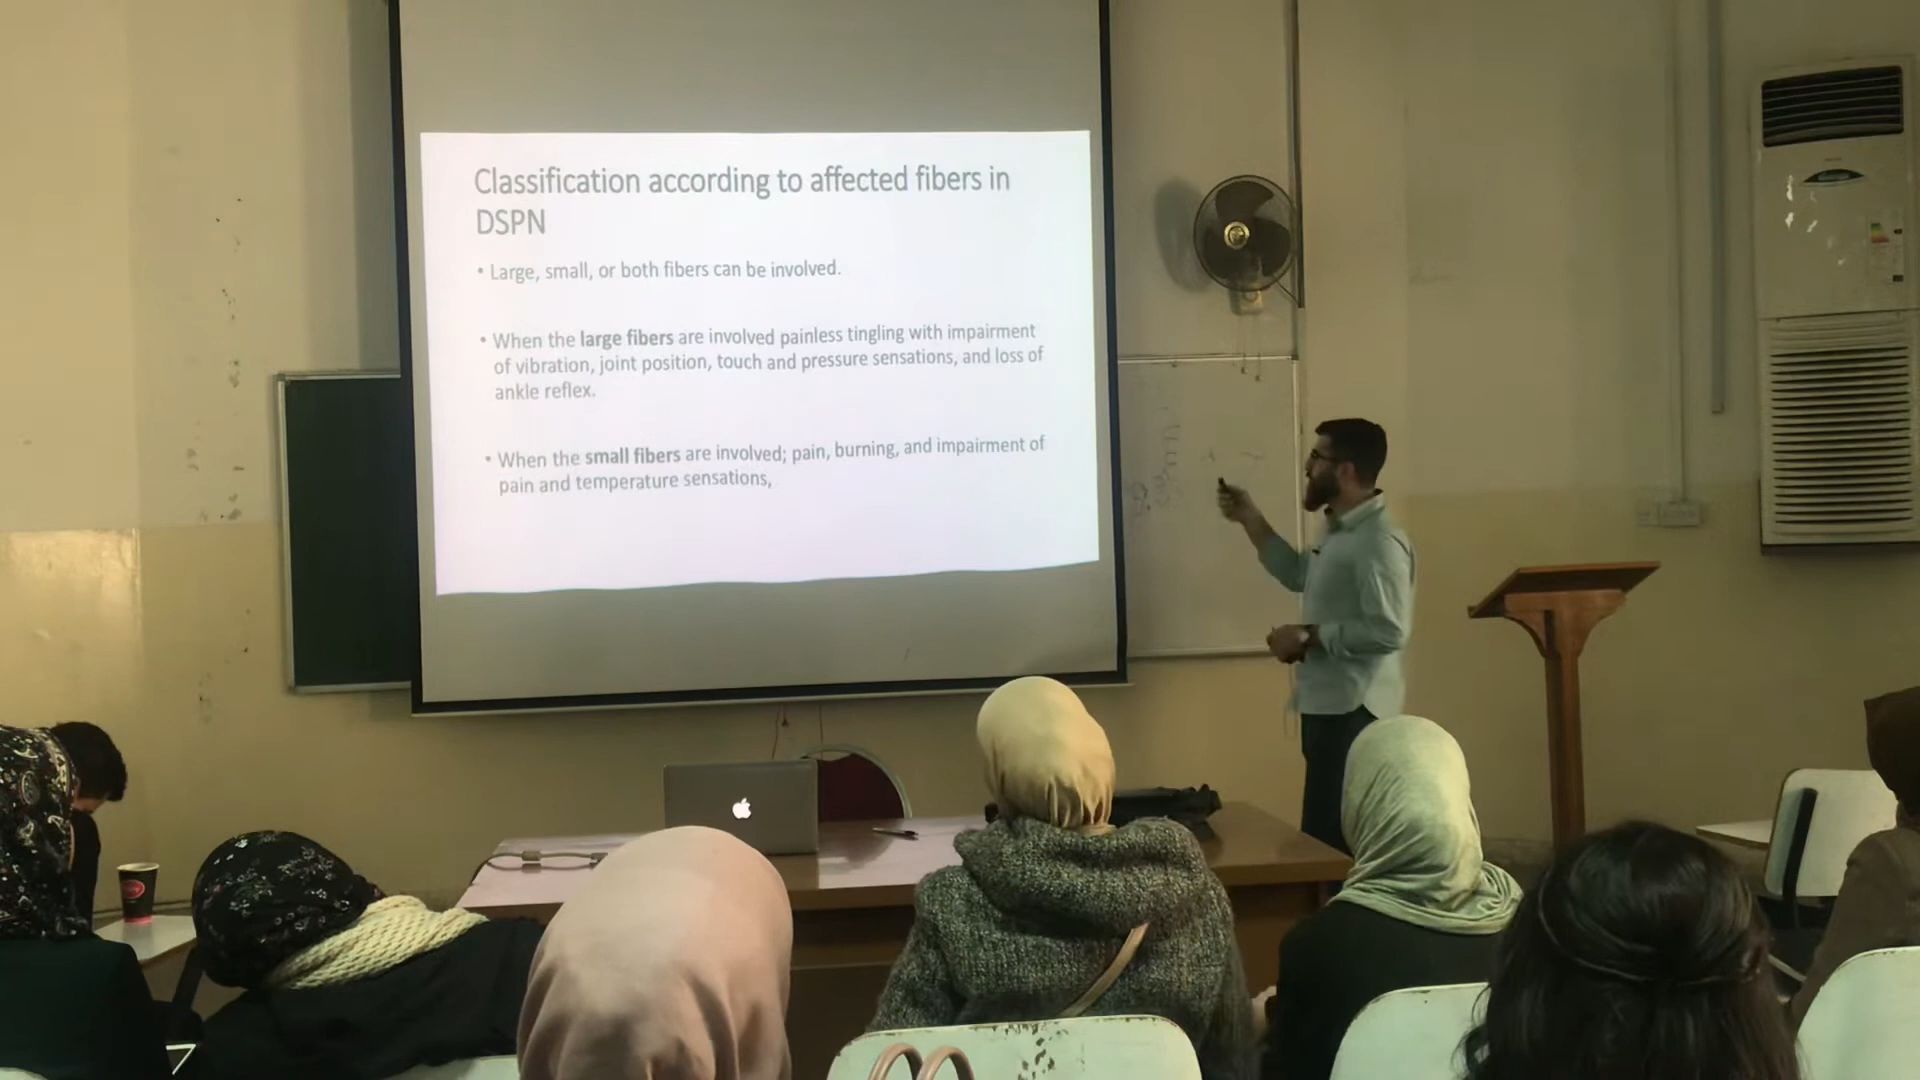 Classification according to affected fibers in
DSPN
• Large, small, or both fibers can be involved.
• When the large fibers are involved painless tingling with impairment
of vibration, joint position, touch and pressure sensations, and loss of
ankle reflex.
• When the small fibers are involved; pain, burning, and impairment of
pain and temperature sensations,